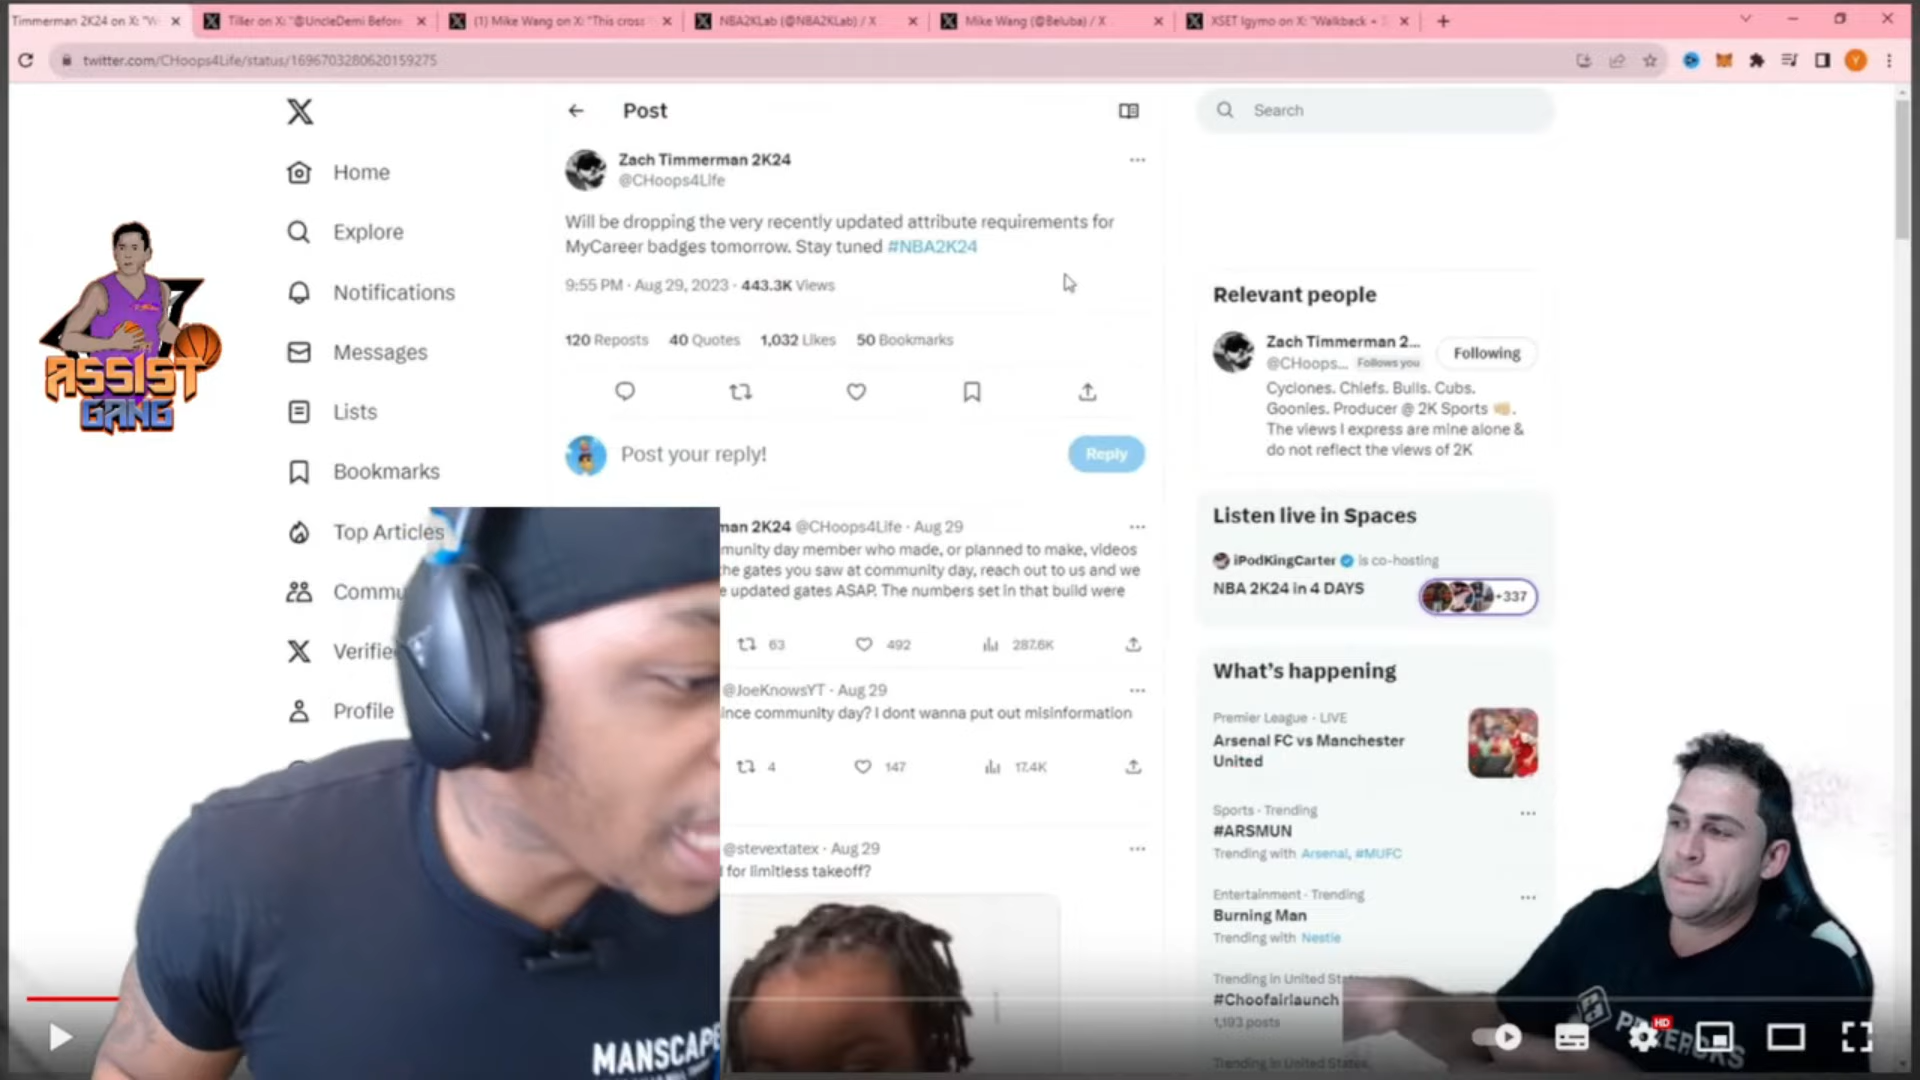 Timmerman 2K24 on X: "W
Tiller on X: "@UncleDemi Before
(1) Mike Wang on X: "This cross
NBA2KLab (@NBA2KLab) / X
Mike Wang (@Beluba) / X
XSET Igymo on X: "Walkback +
twitter.com/CHoops4Life/status/1696703280620159275
Y
Home
Explore
Notifications
Messages
Lists
Bookmarks
Top Articles
Commu
Verifie
Profile
ASSIST
GANG
Post
Zach Timmerman 2K24
@CHoops4Life
Will be dropping the very recently updated attribute requirements for
MyCareer badges tomorrow. Stay tuned #NBA2K24
9:55 PM · Aug 29, 2023 · 443.3K Views
120 Reposts 40 Quotes 1,032 Likes 50 Bookmarks
Post your reply!
Reply
man 2K24 @CHoops4Life · Aug 29
munity day member who made, or planned to make, videos
he gates you saw at community day, reach out to us and we
e updated gates ASAP. The numbers set in that build were
63 492 287.6K
@JoeKnowsYT · Aug 29
ince community day? I dont wanna put out misinformation
4 147 17.4K
@stevextatex · Aug 29
for limitless takeoff?
Search
Relevant people
Zach Timmerman 2...
@CHoops... Follows you
Following
Cyclones. Chiefs. Bulls. Cubs.
Goonies. Producer @ 2K Sports 👊🏼.
The views I express are mine alone &
do not reflect the views of 2K
Listen live in Spaces
iPodKingCarter is co-hosting
NBA 2K24 in 4 DAYS
+337
What's happening
Premier League · LIVE
Arsenal FC vs Manchester
United
Sports · Trending
#ARSMUN
Trending with Arsenal, #MUFC
Entertainment · Trending
Burning Man
Trending with Nestle
Trending in United States
#Choofairlaunch
1,193 posts
Trending in United States
MANSCAPE
HD